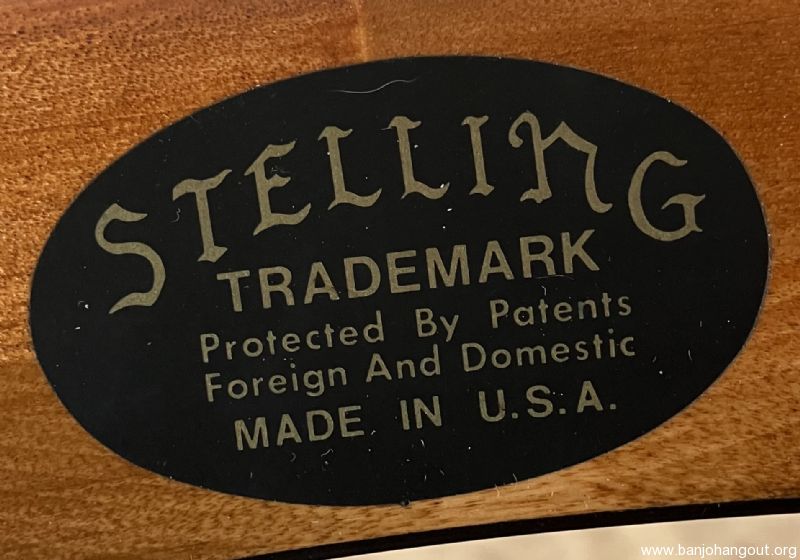 STELLING
TRADEMARK
Protected By Patents
Foreign And Domestic
MADE IN U.S.A.
www.banjohangout.org